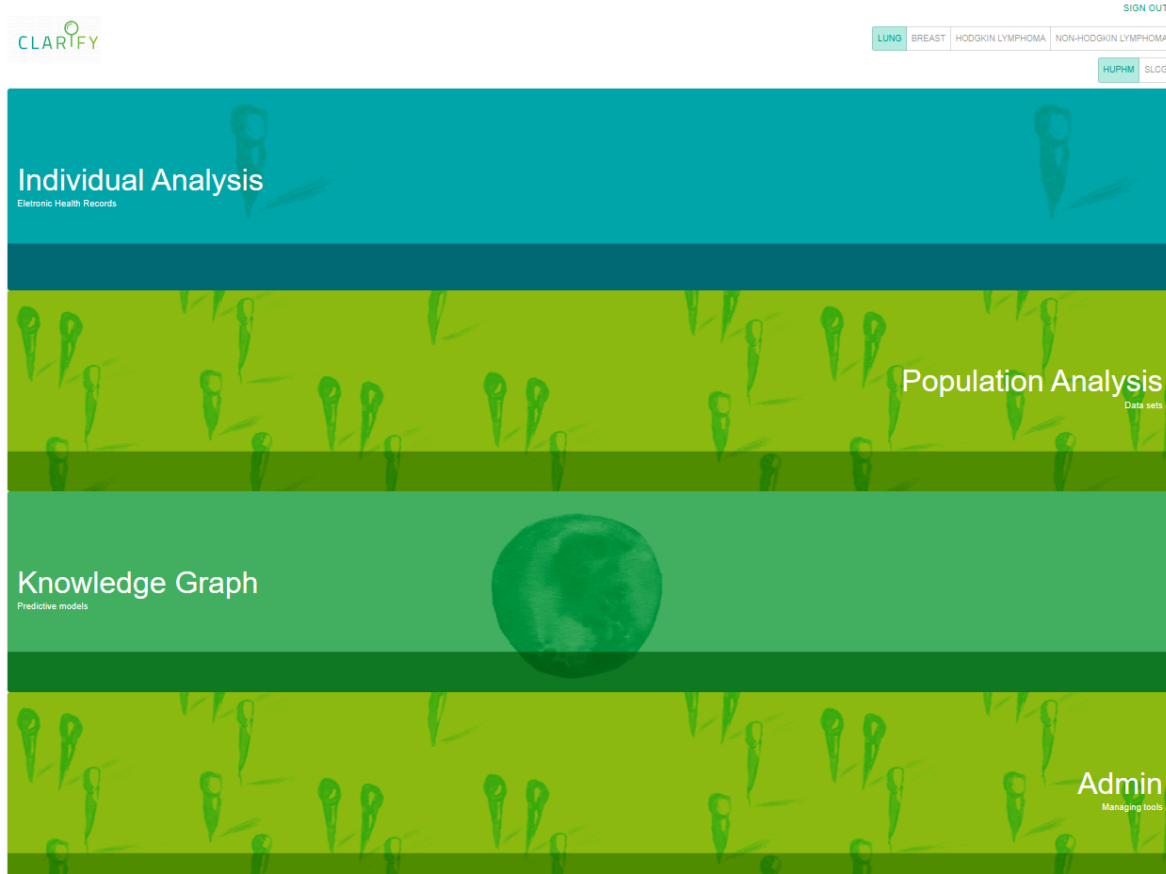 SIGN OUT
CLARIFY
LUNG BREAST HODGKIN LYMPHOMA NON-HODGKIN LYMPHOMA
HUPHM SLCG
Individual Analysis
Eletronic Health Records
Population Analysis
Data sets
Knowledge Graph
Predictive models
Admin
Managing tools